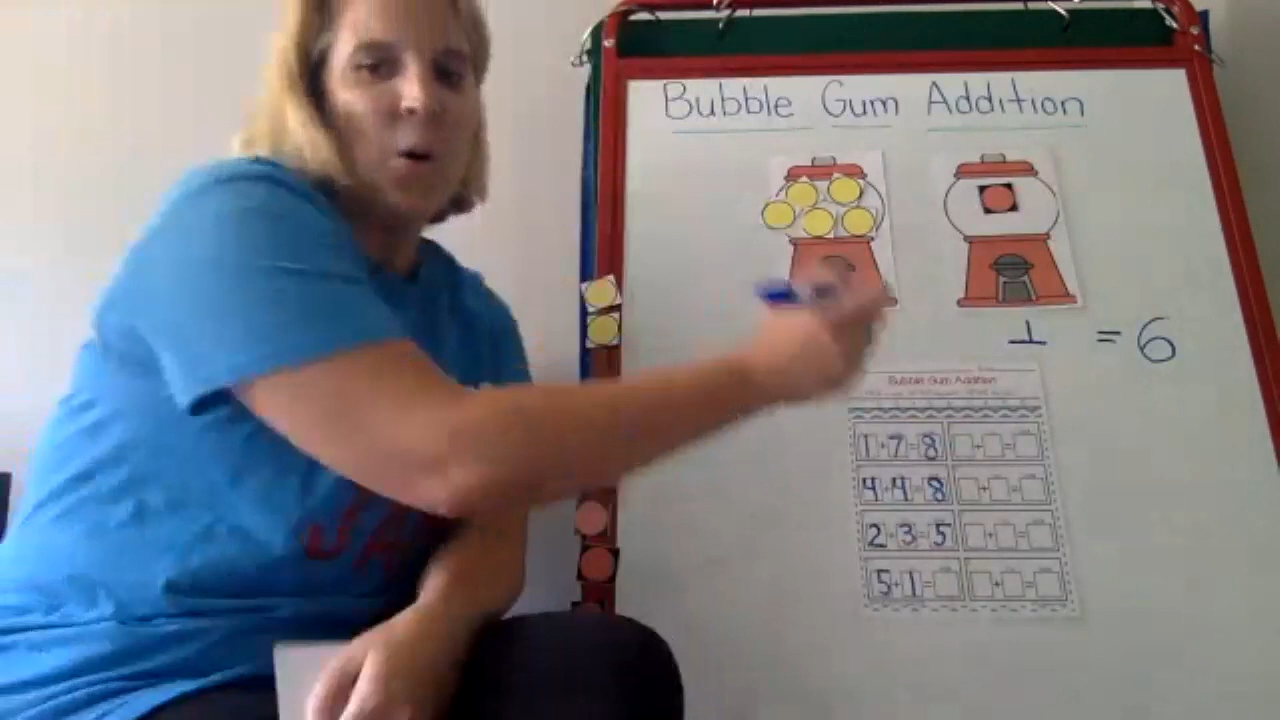 Bubble Gum Addition
1 = 6
Bubble Gum Addition
1+7=8 + =
4+4=8 + =
2+3=5 + =
5+1= + =